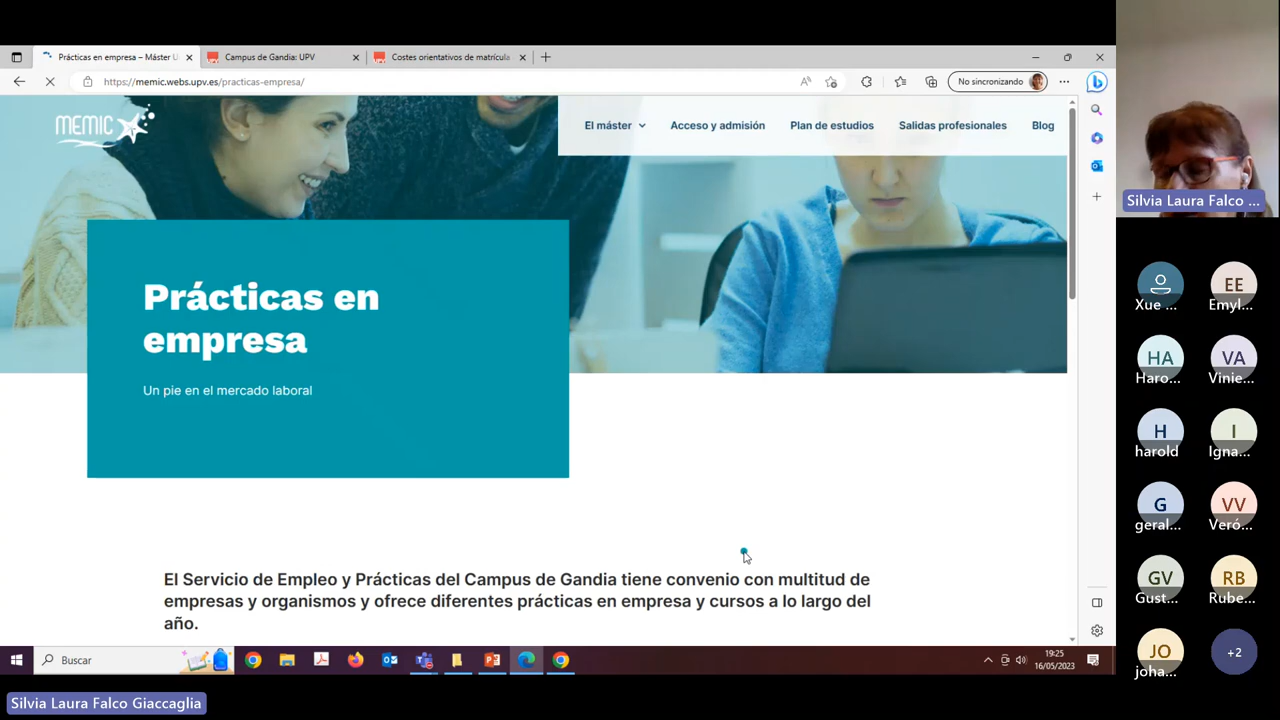 Prácticas en empresa – Máster U
Campus de Gandia: UPV
Costes orientativos de matrícula
https://memic.webs.upv.es/practicas-empresa/
No sincronizando
MEMIC
El máster
Acceso y admisión
Plan de estudios
Salidas profesionales
Blog
Prácticas en
empresa
Un pie en el mercado laboral
El Servicio de Empleo y Prácticas del Campus de Gandia tiene convenio con multitud de
empresas y organismos y ofrece diferentes prácticas en empresa y cursos a lo largo del
año.
Buscar
19:25
16/05/2023
Silvia Laura Falco Giaccaglia
Silvia Laura Falco ...
Xue ...
EE
Emyl...
HA
Haro...
VA
Vinie...
H
harold
I
Igna...
G
geral...
VV
Veró...
GV
Gust...
RB
Rube...
JO
joha...
+2